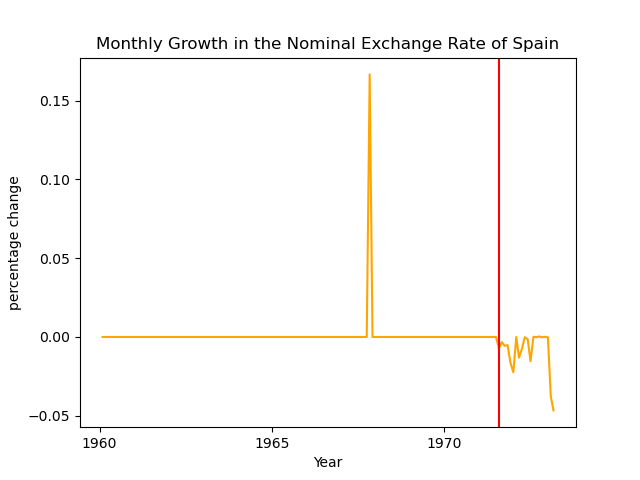 Monthly Growth in the Nominal Exchange Rate of Spain
percentage change
0.15
0.10
0.05
0.00
−0.05
1960 1965 1970
Year